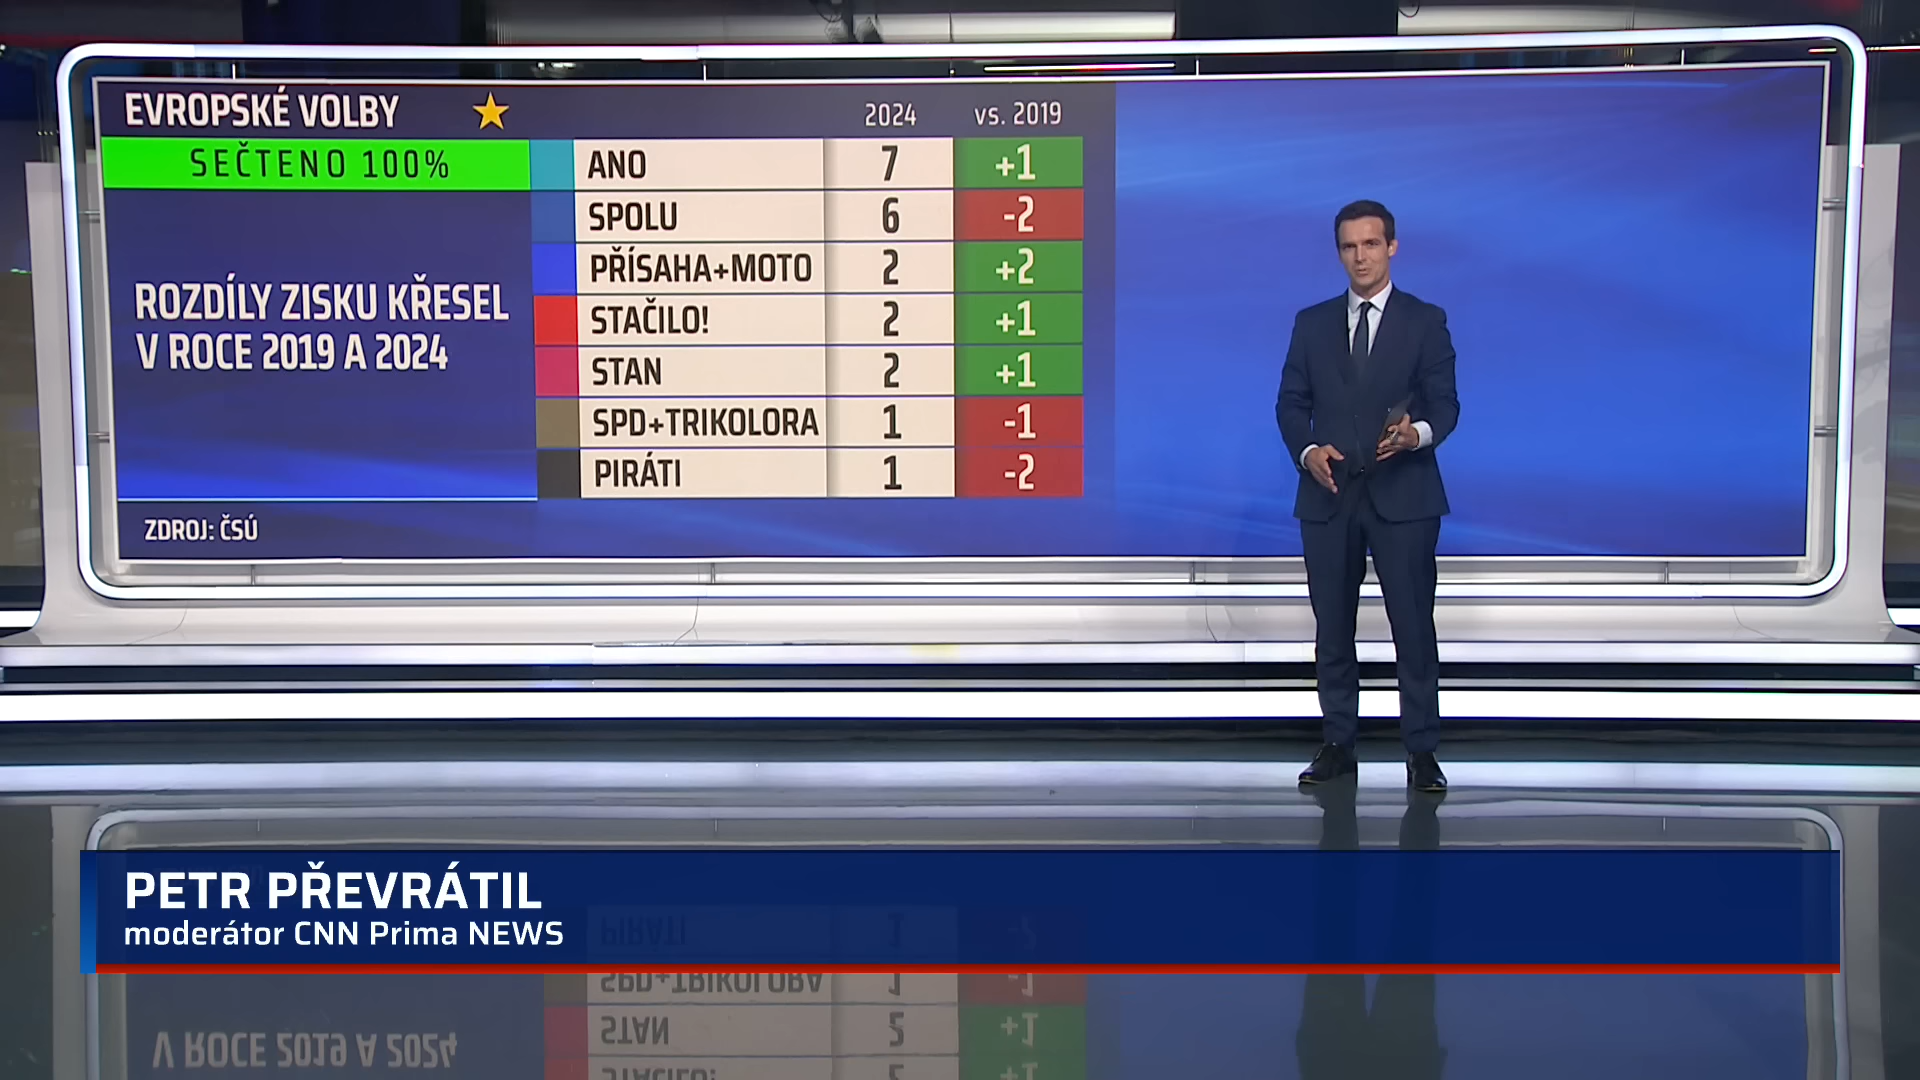 EVROPSKÉ VOLBY
2024 vs. 2019
SEČTENO 100%
ROZDÍLY ZISKU KŘESEL
V ROCE 2019 A 2024
ANO 7 +1
SPOLU 6 -2
PŘÍSAHA+MOTO 2 +2
STAČILO! 2 +1
STAN 2 +1
SPD+TRIKOLORA 1 -1
PIRÁTI 1 -2
ZDROJ: ČSÚ
PETR PŘEVRÁTIL
moderátor CNN Prima NEWS